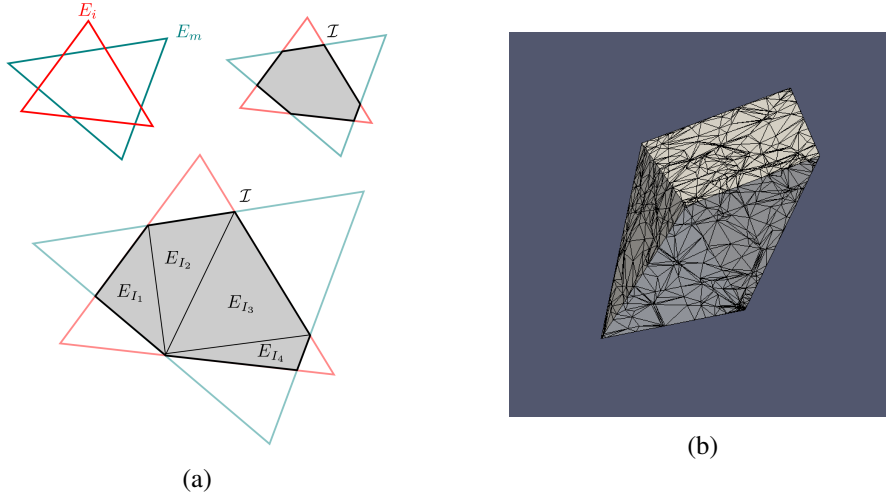 E_i
E_m
𝓘
𝓘
E_{I_2}
E_{I_1}
E_{I_3}
E_{I_4}
(a)
(b)